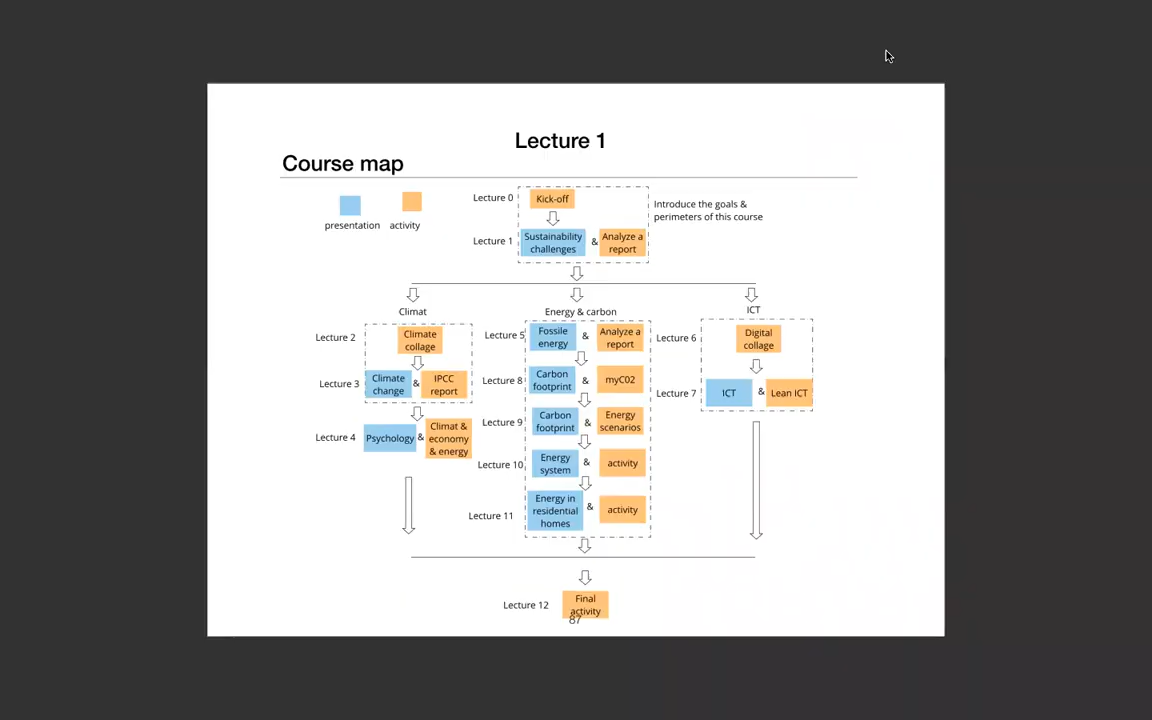 Lecture 1
Course map
presentation
activity
Lecture 0
Kick-off
Introduce the goals &
perimeters of this course
Lecture 1
Sustainability
challenges
&
Analyze a
report
Climat
Lecture 2
Climate
collage
Lecture 3
Climate
change
&
IPCC
report
Lecture 4
Psychology
&
Climat &
economy
& energy
Energy & carbon
Lecture 5
Fossile
energy
&
Analyze a
report
Lecture 8
Carbon
footprint
&
myC02
Lecture 9
Carbon
footprint
&
Energy
scenarios
Lecture 10
Energy
system
&
activity
Lecture 11
Energy in
residential
homes
&
activity
ICT
Lecture 6
Digital
collage
Lecture 7
ICT
&
Lean ICT
Lecture 12
Final
activity
87